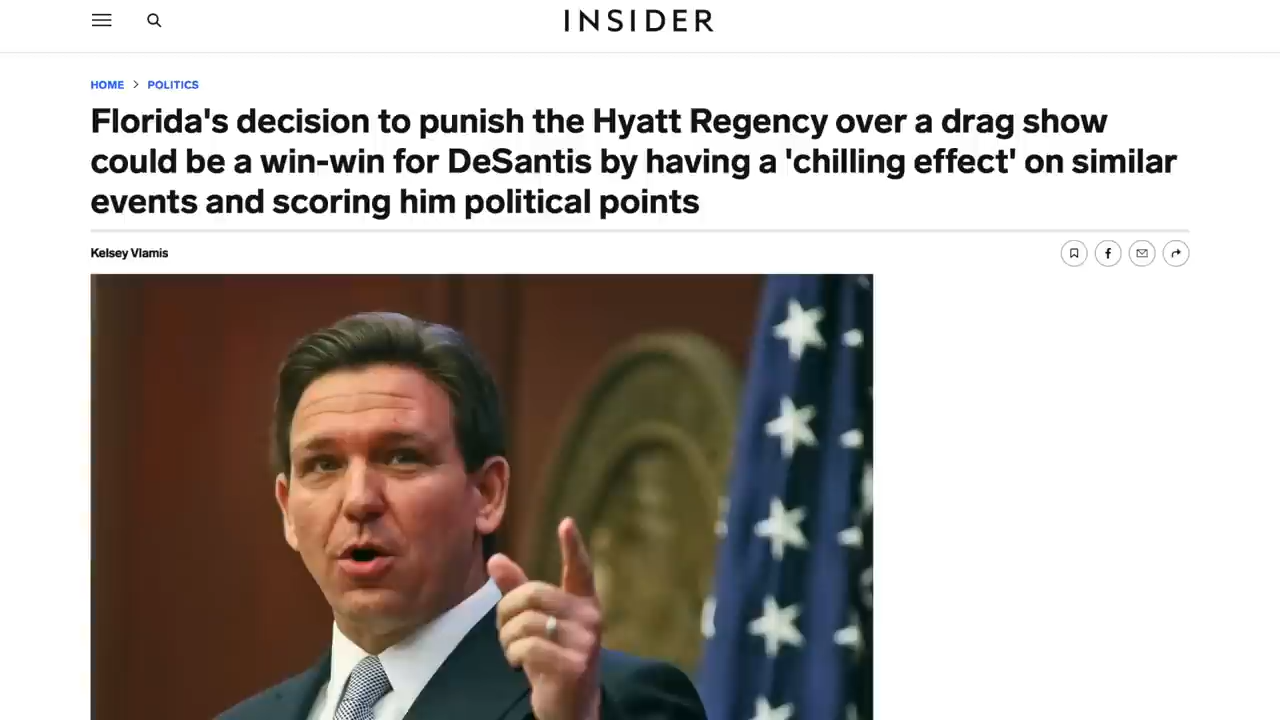 INSIDER
HOME > POLITICS
Florida's decision to punish the Hyatt Regency over a drag show
could be a win-win for DeSantis by having a 'chilling effect' on similar
events and scoring him political points
Kelsey Vlamis